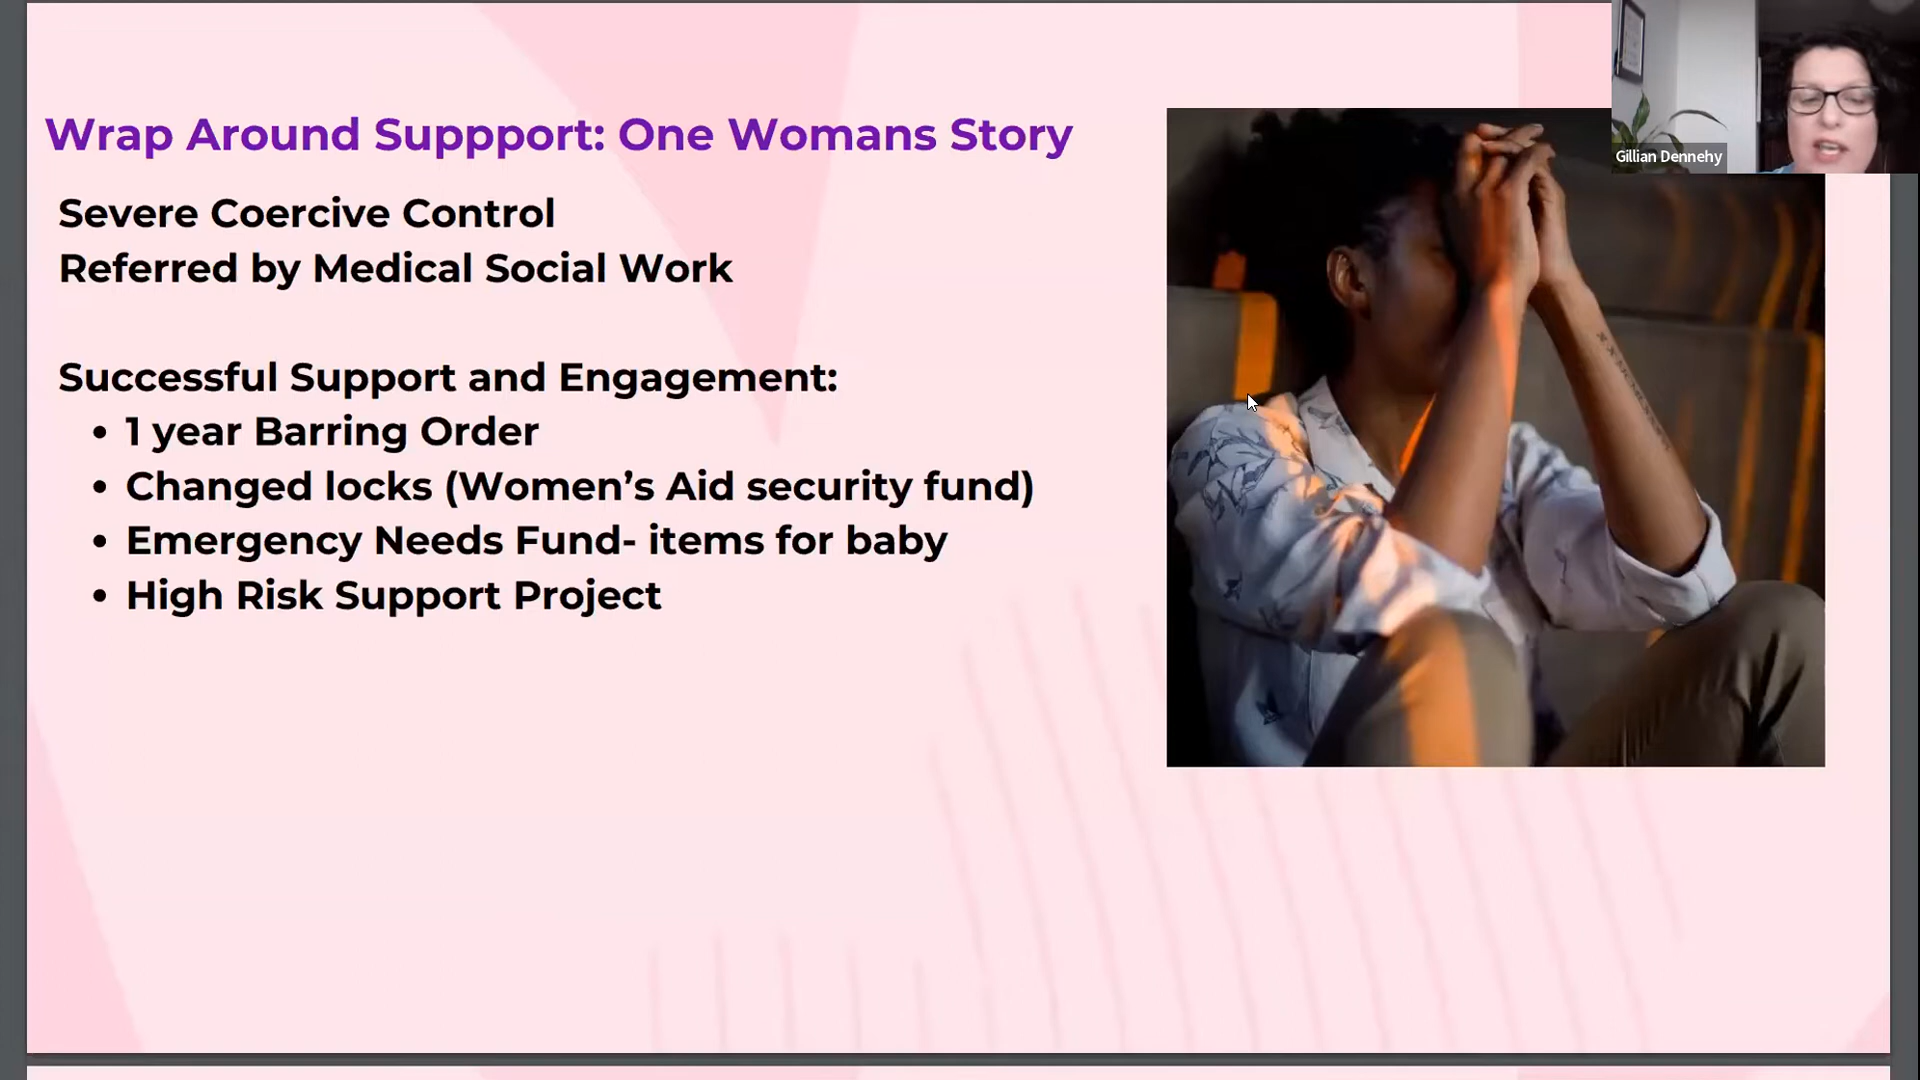 Wrap Around Suppport: One Womans Story
Severe Coercive Control
Referred by Medical Social Work
Successful Support and Engagement:
• 1 year Barring Order
• Changed locks (Women’s Aid security fund)
• Emergency Needs Fund- items for baby
• High Risk Support Project
Gillian Dennehy